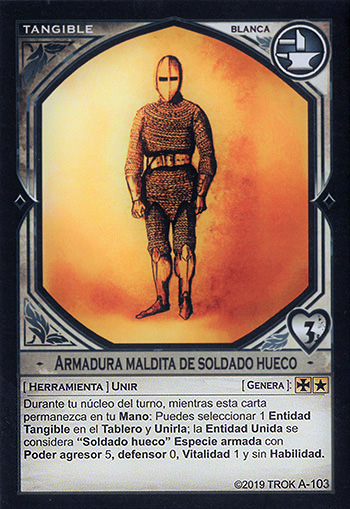 TANGIBLE
BLANCA
3
ARMADURA MALDITA DE SOLDADO HUECO
[ HERRAMIENTA ] UNIR [ GENERA ]:
Durante tu núcleo del turno, mientras esta carta
permanezca en tu Mano: Puedes seleccionar 1 Entidad
Tangible en el Tablero y Unirla; la Entidad Unida se
considera “Soldado hueco” Especie armada con
Poder agresor 5, defensor 0, Vitalidad 1 y sin Habilidad.
©2019 TROK A-103